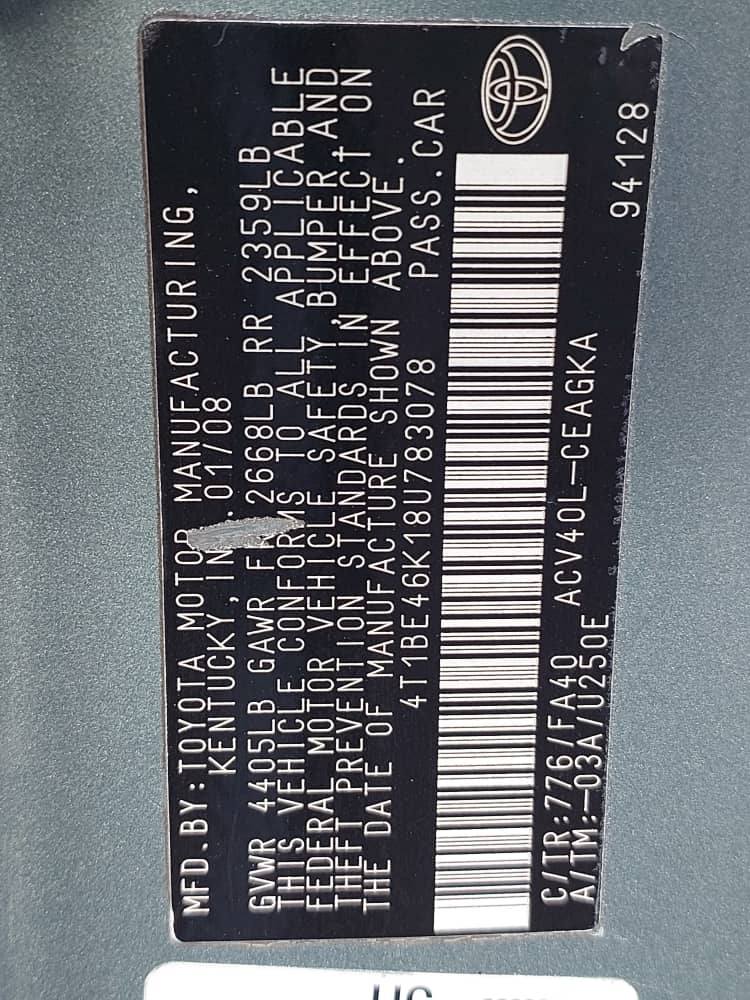 MFD.BY:TOYOTA MOTOR MANUFACTURING,
KENTUCKY, IN 01/08
GVWR 4405LB GAWR F 2668LB RR 2359LB
THIS VEHICLE CONFORMS TO ALL APPLICABLE
FEDERAL MOTOR VEHICLE SAFETY, BUMPER, AND
THEFT PREVENTION STANDARDS IN EFFECT ON
THE DATE OF MANUFACTURE SHOWN ABOVE.
4T1BE46K18U783078 PASS.CAR
C/TR:776/FA40 ACV40L-CEAGKA
A/TM:-03A/U250E 94128